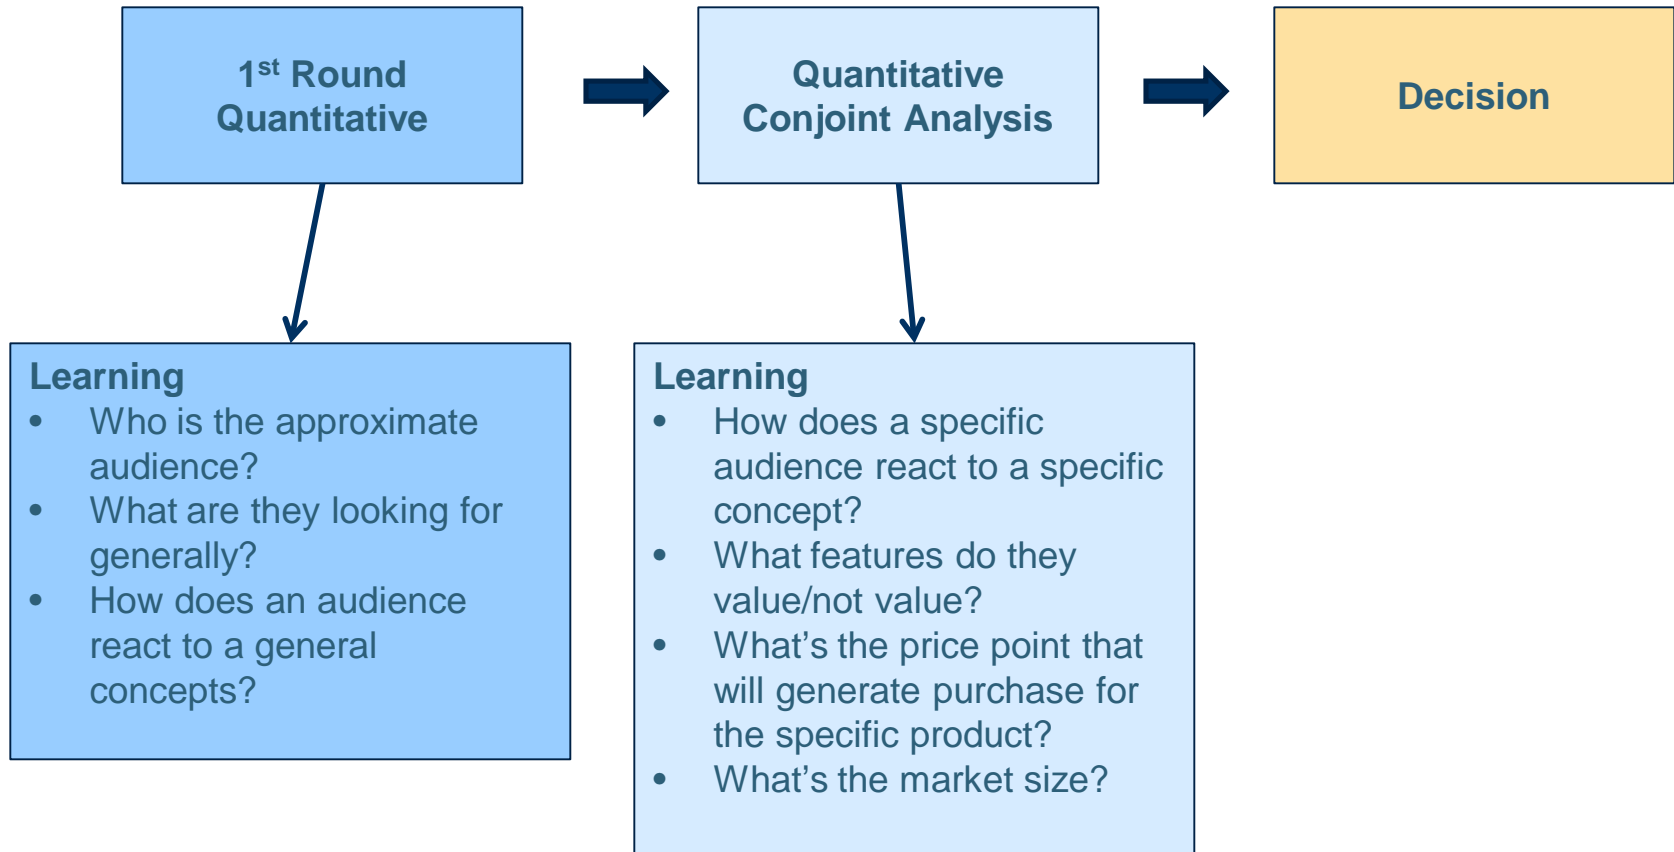 1st Round
Quantitative
Quantitative
Conjoint Analysis
Decision
Learning
• Who is the approximate
audience?
• What are they looking for
generally?
• How does an audience
react to a general
concepts?
Learning
• How does a specific
audience react to a specific
concept?
• What features do they
value/not value?
• What’s the price point that
will generate purchase for
the specific product?
• What’s the market size?